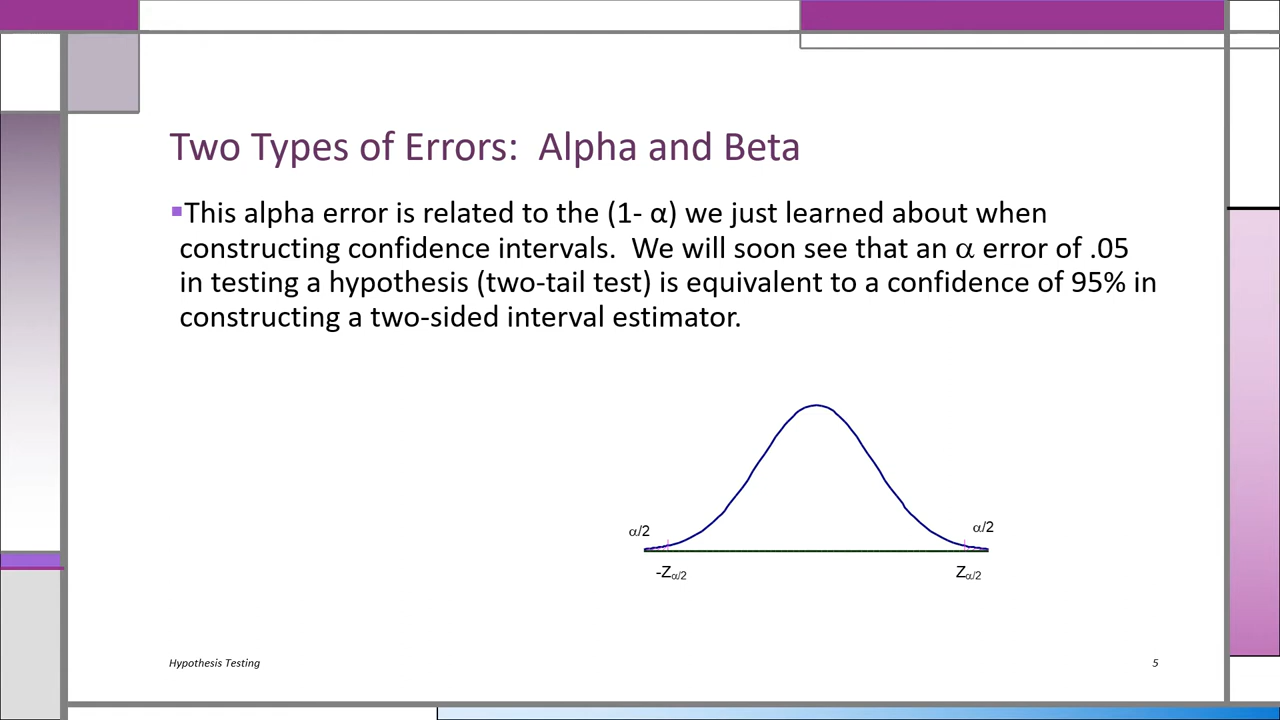 Two Types of Errors:  Alpha and Beta
▪This alpha error is related to the (1- α) we just learned about when
constructing confidence intervals.  We will soon see that an α error of .05
in testing a hypothesis (two-tail test) is equivalent to a confidence of 95% in
constructing a two-sided interval estimator.
α/2
α/2
-Zα/2
Zα/2
Hypothesis Testing
5